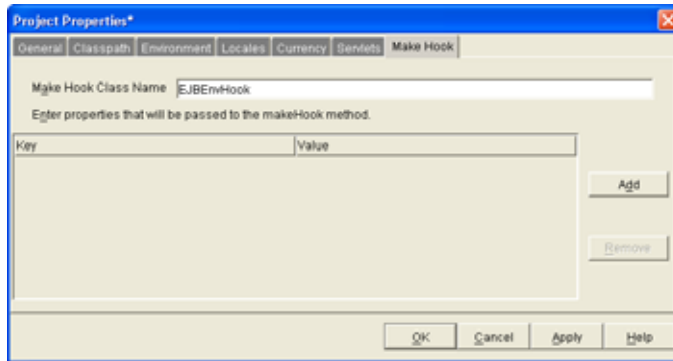 Project Properties*
General Classpath Environment Locales Currency Servlets Make Hook
Make Hook Class Name EJBEnvHook
Enter properties that will be passed to the makeHook method.
Key Value
Add
Remove
OK Cancel Apply Help